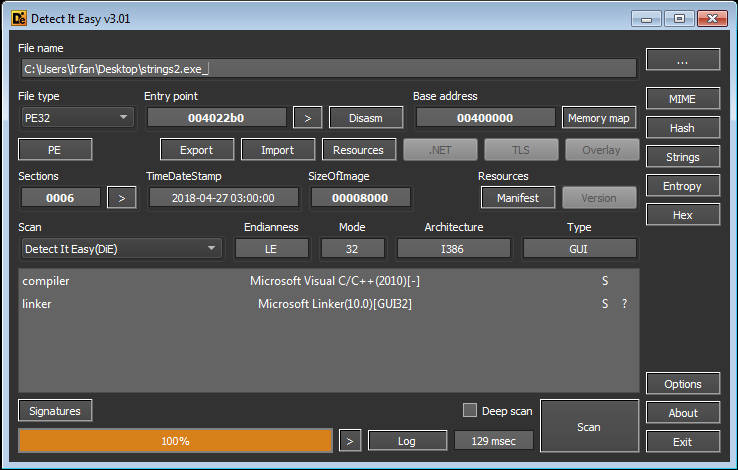 Detect It Easy v3.01
File name
C:\Users\Irfan\Desktop\strings2.exe_
...
File type
Entry point
Base address
PE32
004022b0
>
Disasm
00400000
Memory map
MIME
PE
Export
Import
Resources
.NET
TLS
Overlay
Hash
Strings
Sections
TimeDateStamp
SizeOfImage
Resources
0006
>
2018-04-27 03:00:00
00008000
Manifest
Version
Entropy
Hex
Scan
Endianness
Mode
Architecture
Type
Detect It Easy(DiE)
LE
32
I386
GUI
compiler Microsoft Visual C/C++(2010)[-] S
linker Microsoft Linker(10.0)[GUI32] S ?
Options
Signatures
Deep scan
Scan
About
100%
>
Log
129 msec
Exit